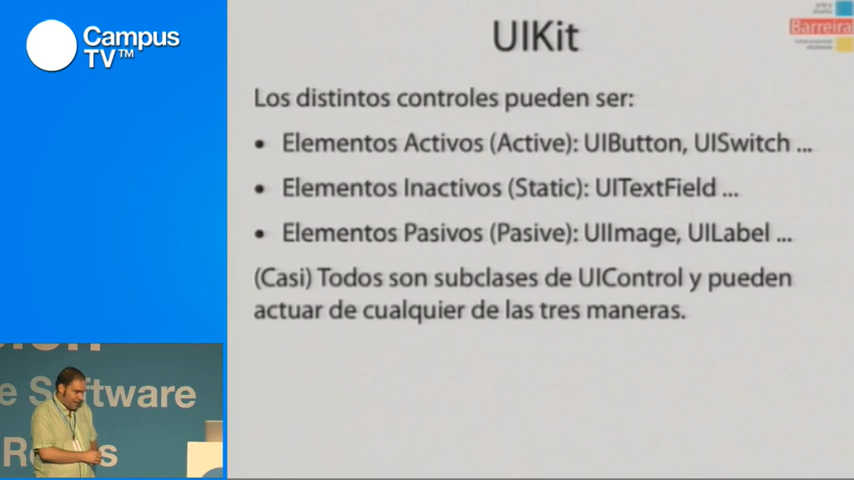 Campus
TV™
UIKit
Barreira
Los distintos controles pueden ser:
• Elementos Activos (Active): UIButton, UISwitch ...
• Elementos Inactivos (Static): UITextField ...
• Elementos Pasivos (Pasive): UIImage, UILabel ...
(Casi) Todos son subclases de UIControl y pueden
actuar de cualquier de las tres maneras.
e Software